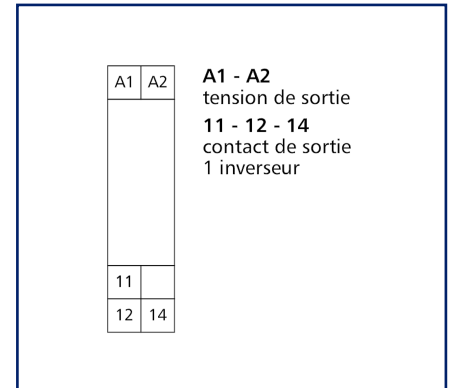 A1 A2
A1 - A2
tension de sortie
11 - 12 - 14
contact de sortie
1 inverseur
11
12 14